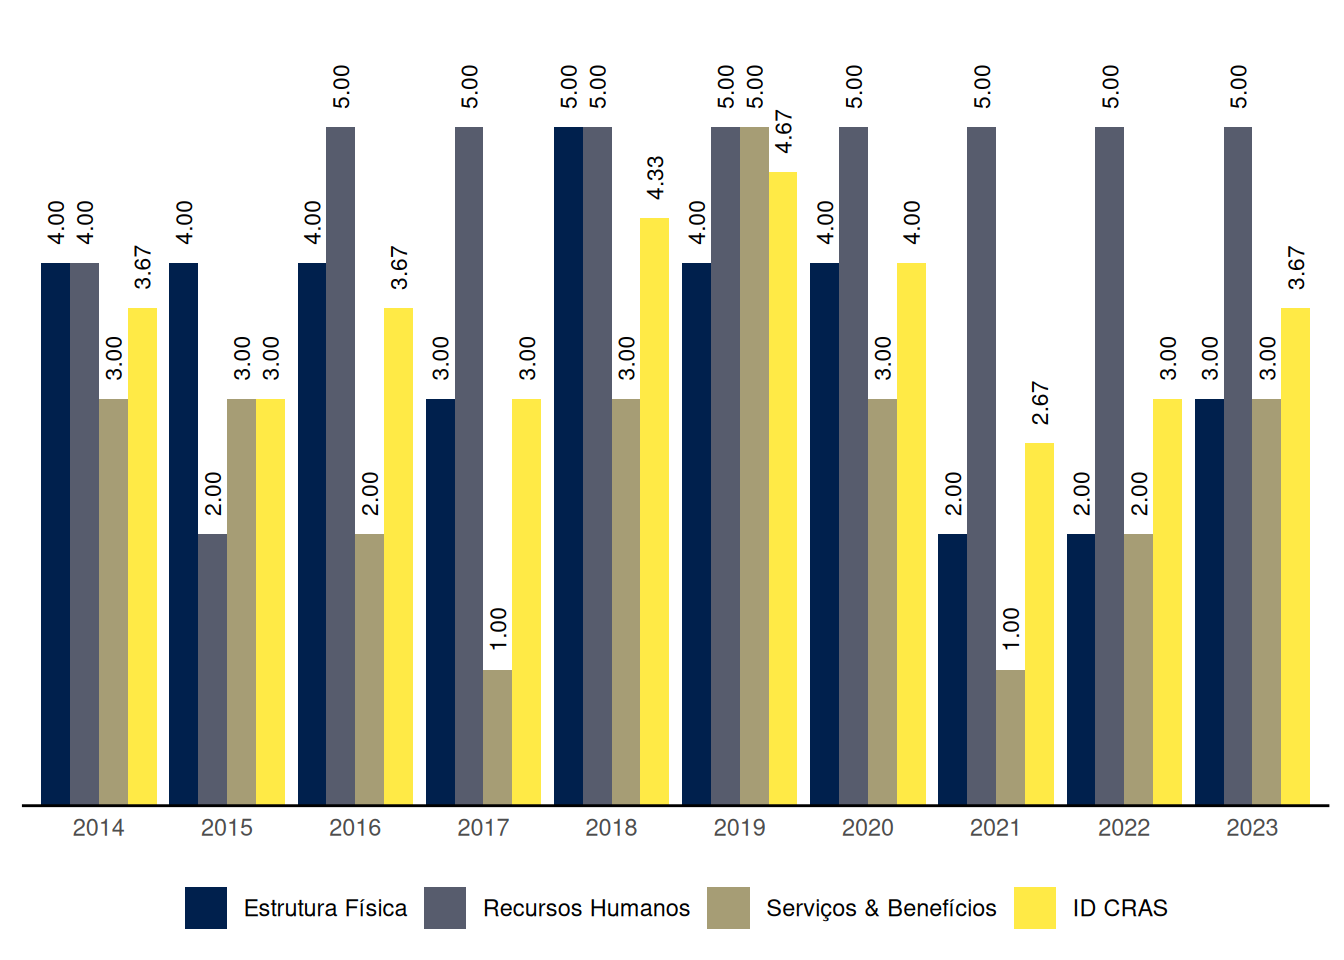 4.00 4.00 3.00 3.67
4.00 2.00 3.00 3.00
4.00 5.00 2.00 3.67
3.00 5.00 1.00 3.00
5.00 5.00 3.00 4.33
4.00 5.00 5.00 4.67
4.00 5.00 3.00 4.00
2.00 5.00 1.00 2.67
2.00 5.00 2.00 3.00
3.00 5.00 3.00 3.67
2014 2015 2016 2017 2018 2019 2020 2021 2022 2023
Estrutura Física Recursos Humanos Serviços & Benefícios ID CRAS